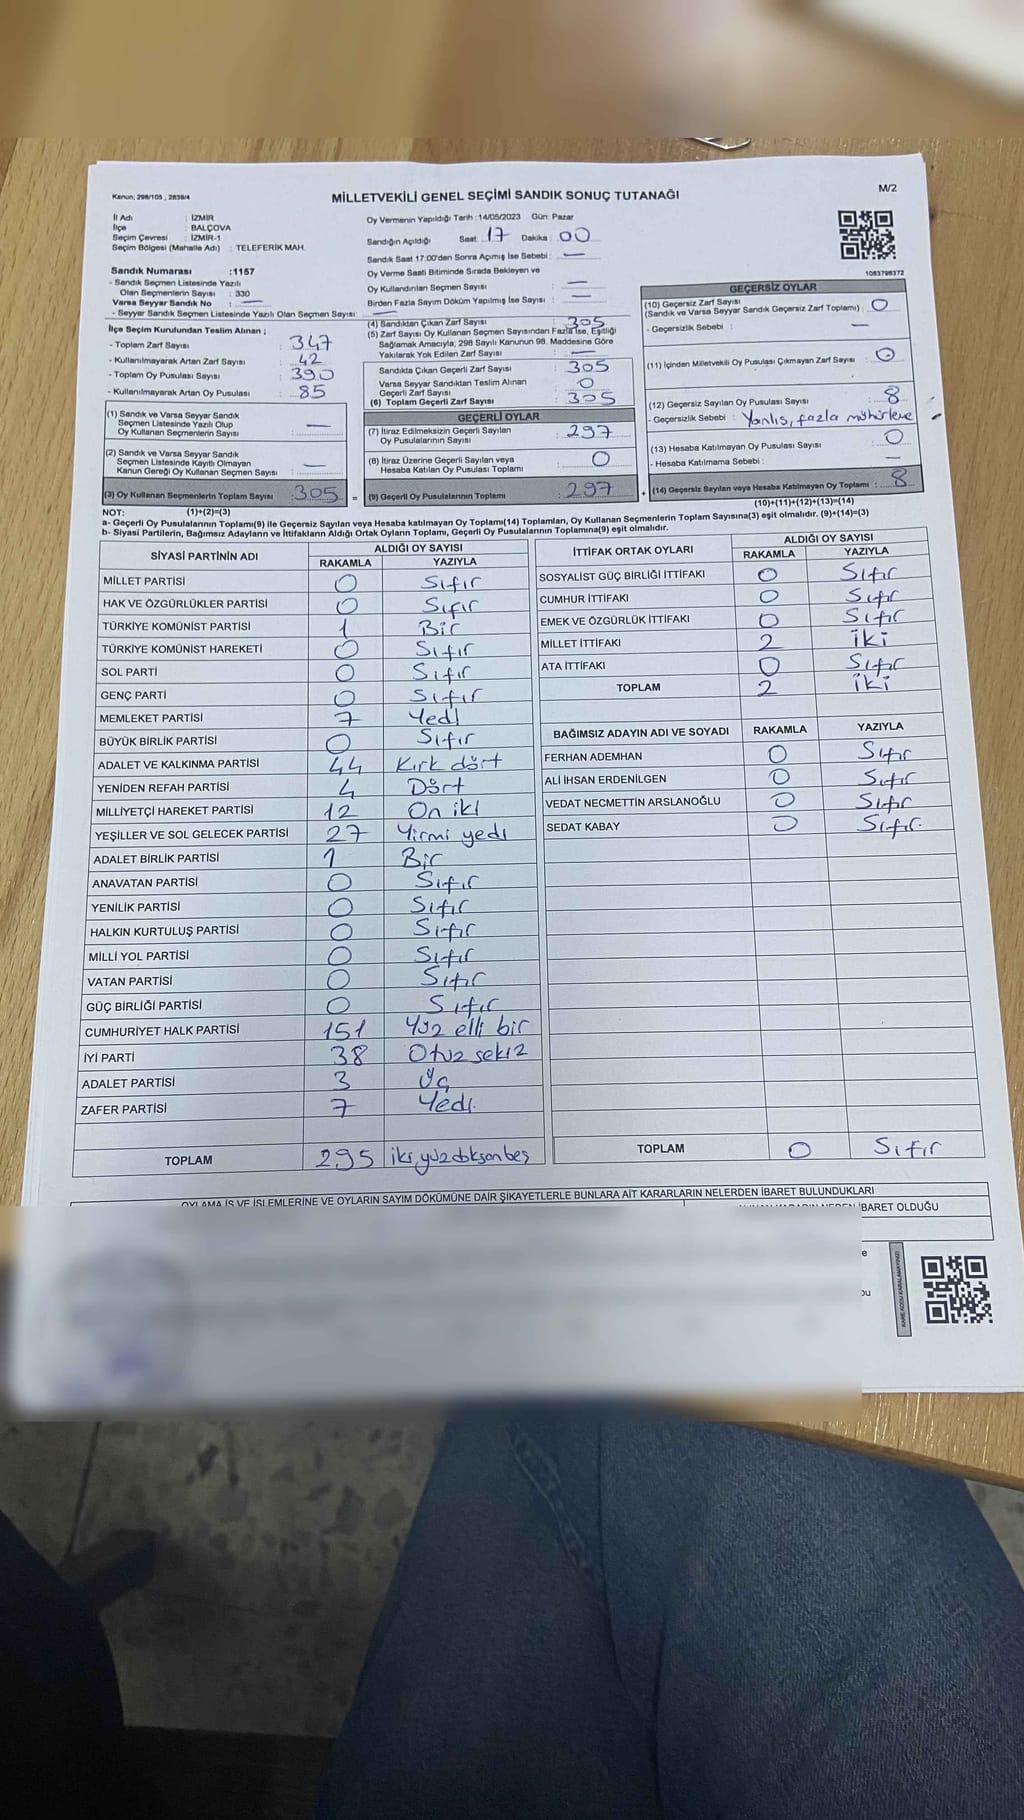 Kanun; 298/105 , 2839/4
MİLLETVEKİLİ GENEL SEÇİMİ SANDIK SONUÇ TUTANAĞI
M/2
İl Adı : İZMİR
İlçe : BALÇOVA
Seçim Çevresi : İZMİR-1
Seçim Bölgesi (Mahalle Adı) : TELEFERİK MAH.
Sandık Numarası :1157
- Sandık Seçmen Listesinde Yazılı
Olan Seçmenlerin Sayısı : 330
Varsa Seyyar Sandık No : —
- Seyyar Sandık Seçmen Listesinde Yazılı Olan Seçmen Sayısı: —
Oy Vermenin Yapıldığı Tarih :14/05/2023 Gün: Pazar
Sandığın Açıldığı Saat: 17 Dakika : 00
Sandık Saat 17:00'den Sonra Açımış İse Sebebi : —
Oy Verme Saati Bitiminde Sırada Bekleyen ve
Oy Kullandırılan Seçmen Sayısı : —
Birden Fazla Sayım Döküm Yapılmış İse Sayısı : —
1083798372
İlçe Seçim Kurulundan Teslim Alınan ;
- Toplam Zarf Sayısı : 347
- Kullanılmayarak Artan Zarf Sayısı : 42
- Toplam Oy Pusulası Sayısı : 390
- Kullanılmayarak Artan Oy Pusulası : 85
(4) Sandıktan Çıkan Zarf Sayısı : 305
(5) Zarf Sayısı Oy Kullanan Seçmen Sayısından Fazla İse, Eşitliği
Sağlamak Amacıyla, 298 Sayılı Kanunun 98. Maddesine Göre
Yakılarak Yok Edilen Zarf Sayısı : —
Sandıkta Çıkan Geçerli Zarf Sayısı : 305
Varsa Seyyar Sandıktan Teslim Alınan
Geçerli Zarf Sayısı : 0
(6) Toplam Geçerli Zarf Sayısı : 305
GEÇERSİZ OYLAR
(10) Geçersiz Zarf Sayısı
(Sandık ve Varsa Seyyar Sandık Geçersiz Zarf Toplamı) : 0
- Geçersizlik Sebebi : —
(11) İçinden Milletvekili Oy Pusulası Çıkmayan Zarf Sayısı : 0
(12) Geçersiz Sayılan Oy Pusulası Sayısı : 8
- Geçersizlik Sebebi : Yanlış, fazla mühürleme
(13) Hesaba Katılmayan Oy Pusulası Sayısı : 0
- Hesaba Katılmama Sebebi : —
(14) Geçersiz Sayılan veya Hesaba Katılmayan Oy Toplamı : 8
(10)+(11)+(12)+(13)=(14)
(1) Sandık ve Varsa Seyyar Sandık
Seçmen Listesinde Yazılı Olup
Oy Kullanan Seçmenlerin Sayısı : —
(2) Sandık ve Varsa Seyyar Sandık
Seçmen Listesinde Kayıtlı Olmayan
Kanun Gereği Oy Kullanan Seçmen Sayısı : —
(3) Oy Kullanan Seçmenlerin Toplam Sayısı : 305 =
GEÇERLİ OYLAR
(7) İtiraz Edilmeksizin Geçerli Sayılan
Oy Pusulalarının Sayısı : 297
(8) İtiraz Üzerine Geçerli Sayılan veya
Hesaba Katılan Oy Pusulası Toplamı : 0
(9) Geçerli Oy Pusulalarının Toplamı : 297 +
NOT: (1)+(2)=(3)
a- Geçerli Oy Pusulalarının Toplamı(9) ile Geçersiz Sayılan veya Hesaba katılmayan Oy Toplamı(14) Toplamları, Oy Kullanan Seçmenlerin Toplam Sayısına(3) eşit olmalıdır. (9)+(14)=(3)
b- Siyasi Partilerin, Bağımsız Adayların ve İttifakların Aldığı Ortak Oyların Toplamı, Geçerli Oy Pusulalarının Toplamına(9) eşit olmalıdır.
SİYASİ PARTİNİN ADI ALDIĞI OY SAYISI
RAKAMLA YAZIYLA
MİLLET PARTİSİ 0 Sıfır
HAK VE ÖZGÜRLÜKLER PARTİSİ 0 Sıfır
TÜRKİYE KOMÜNİST PARTİSİ 1 Bir
TÜRKİYE KOMÜNİST HAREKETİ 0 Sıfır
SOL PARTİ 0 Sıfır
GENÇ PARTİ 0 Sıfır
MEMLEKET PARTİSİ 7 Yedi
BÜYÜK BİRLİK PARTİSİ 0 Sıfır
ADALET VE KALKINMA PARTİSİ 44 Kırk dört
YENİDEN REFAH PARTİSİ 4 Dört
MİLLİYETÇİ HAREKET PARTİSİ 12 On iki
YEŞİLLER VE SOL GELECEK PARTİSİ 27 Yirmi yedi
ADALET BİRLİK PARTİSİ 1 Bir
ANAVATAN PARTİSİ 0 Sıfır
YENİLİK PARTİSİ 0 Sıfır
HALKIN KURTULUŞ PARTİSİ 0 Sıfır
MİLLİ YOL PARTİSİ 0 Sıfır
VATAN PARTİSİ 0 Sıfır
GÜÇ BİRLİĞİ PARTİSİ 0 Sıfır
CUMHURİYET HALK PARTİSİ 151 Yüz elli bir
İYİ PARTİ 38 Otuz sekiz
ADALET PARTİSİ 3 Üç
ZAFER PARTİSİ 7 Yedi.
TOPLAM 295 iki yüz doksan beş
İTTİFAK ORTAK OYLARI ALDIĞI OY SAYISI
RAKAMLA YAZIYLA
SOSYALİST GÜÇ BİRLİĞİ İTTİFAKI 0 Sıfır
CUMHUR İTTİFAKI 0 Sıfır
EMEK VE ÖZGÜRLÜK İTTİFAKI 0 Sıfır
MİLLET İTTİFAKI 2 iki
ATA İTTİFAKI 0 Sıfır
TOPLAM 2 iki
BAĞIMSIZ ADAYIN ADI VE SOYADI RAKAMLA YAZIYLA
FERHAN ADEMHAN 0 Sıfır
ALİ İHSAN ERDENİLGEN 0 Sıfır
VEDAT NECMETTİN ARSLANOĞLU 0 Sıfır
SEDAT KABAY 0 Sıfır.
TOPLAM 0 Sıfır
OYLAMA İŞ VE İŞLEMLERİNE VE OYLARIN SAYIM DÖKÜMÜNE DAİR ŞİKAYETLERLE BUNLARA AİT KARARLARIN NELERDEN İBARET BULUNDUKLARI
İBARET OLDUĞU